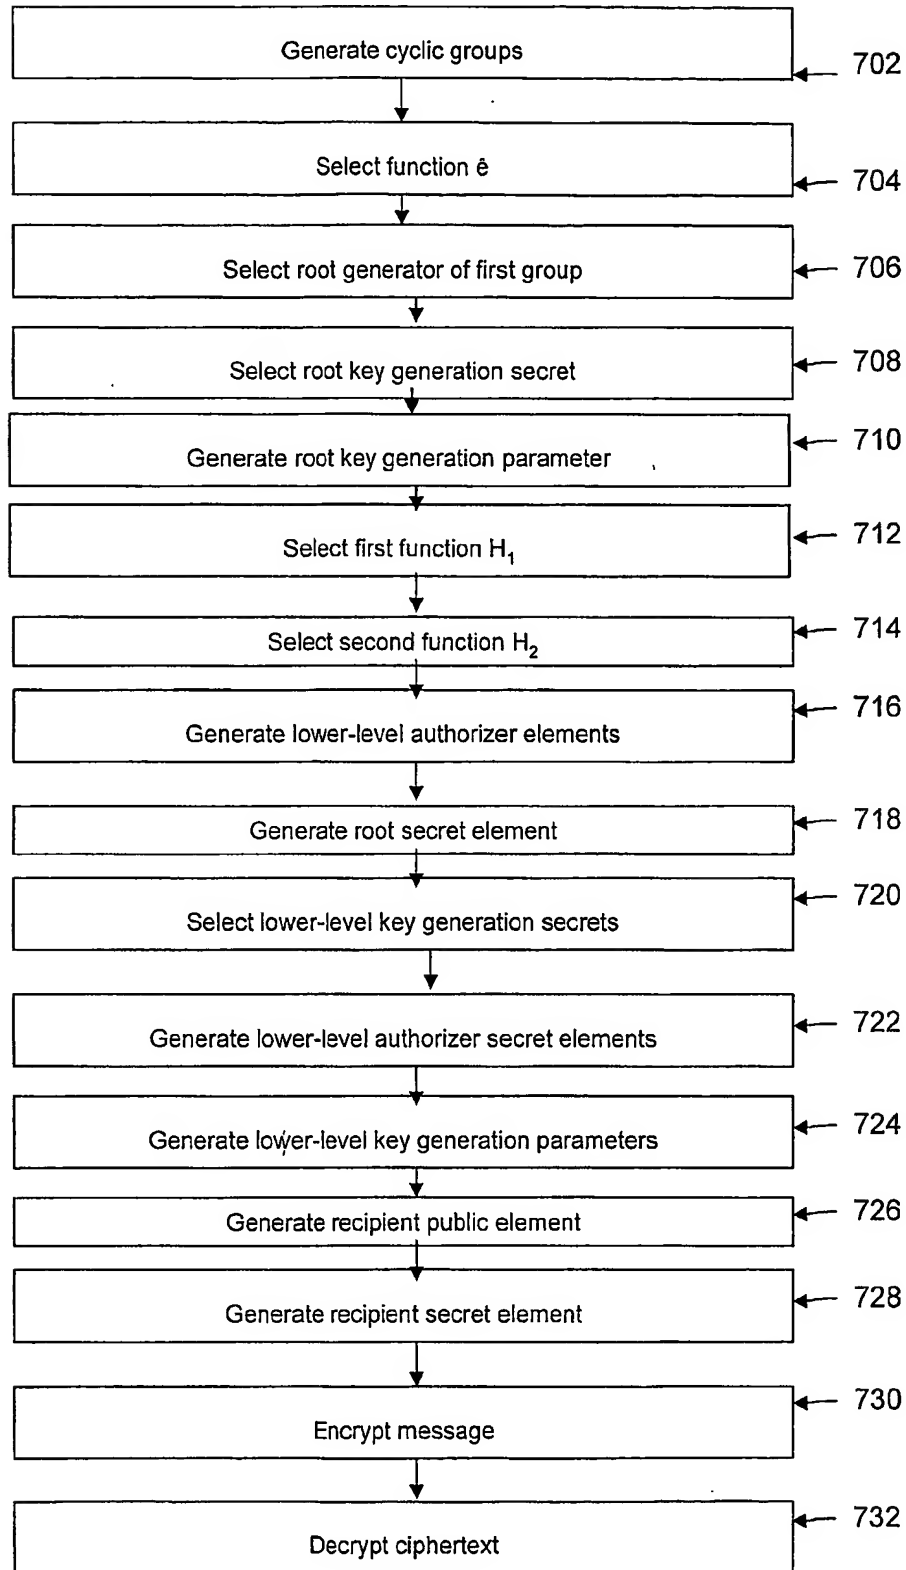 Generate cyclic groups
702
Select function ê
704
Select root generator of first group
706
Select root key generation secret
708
Generate root key generation parameter
710
Select first function H₁
712
Select second function H₂
714
Generate lower-level authorizer elements
716
Generate root secret element
718
Select lower-level key generation secrets
720
Generate lower-level authorizer secret elements
722
Generate lower-level key generation parameters
724
Generate recipient public element
726
Generate recipient secret element
728
Encrypt message
730
Decrypt ciphertext
732